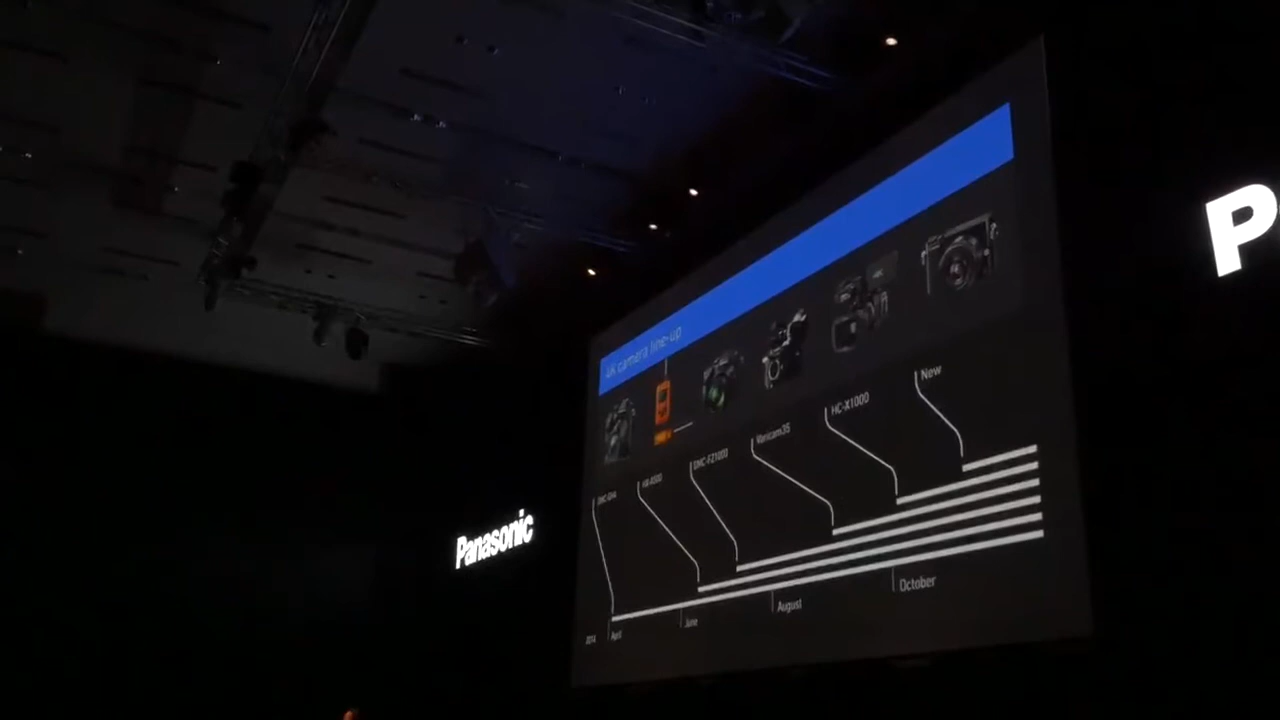 4K camera line-up
DMC-GH4
HX-A500
DMC-FZ1000
Varicam35
HC-X1000
New
2014
April
June
August
October
Panasonic
P